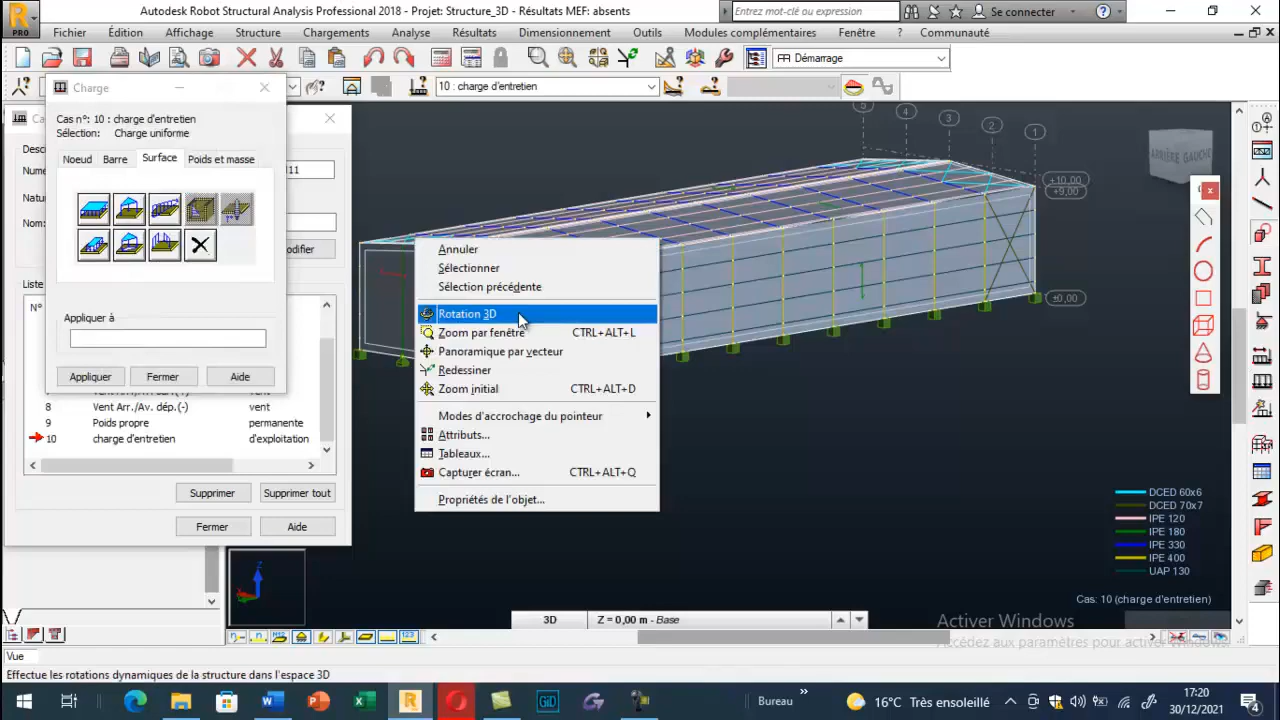 Autodesk Robot Structural Analysis Professional 2018 - Projet: Structure_3D - Résultats MEF: absents
Entrez mot-clé ou expression
Se connecter
PRO
Fichier Édition Affichage Structure Chargements Analyse Résultats Dimensionnement Outils Modules complémentaires Fenêtre ? Communauté
Démarrage
10 : charge d'entretien
Charge
Cas n°: 10 : charge d'entretien
Sélection: Charge uniforme
Noeud Barre Surface Poids et masse
Appliquer à
Appliquer Fermer Aide
11
odifier
Liste
N°
8 Vent Arr./Av. dép.(-) vent
9 Poids propre permanente
10 charge d'entretien d'exploitation
Supprimer Supprimer tout
Fermer Aide
Annuler
Sélectionner
Sélection précédente
Rotation 3D
Zoom par fenêtre CTRL+ALT+L
Panoramique par vecteur
Redessiner
Zoom initial CTRL+ALT+D
Modes d'accrochage du pointeur
Attributs...
Tableaux...
Capturer écran... CTRL+ALT+Q
Propriétés de l'objet...
5 4 3 2 1
+10,00
+9,00
±0,00
ARRIÈRE GAUCHE
DCED 60x6
DCED 70x7
IPE 120
IPE 180
IPE 330
IPE 400
UAP 130
Cas: 10 (charge d'entretien)
Z
3D Z = 0,00 m - Base
Activer Windows
Accédez aux paramètres pour activer Windows.
Vue
Effectue les rotations dynamiques de la structure dans l'espace 3D
Bureau
16°C Très ensoleillé
17:20
30/12/2021
4